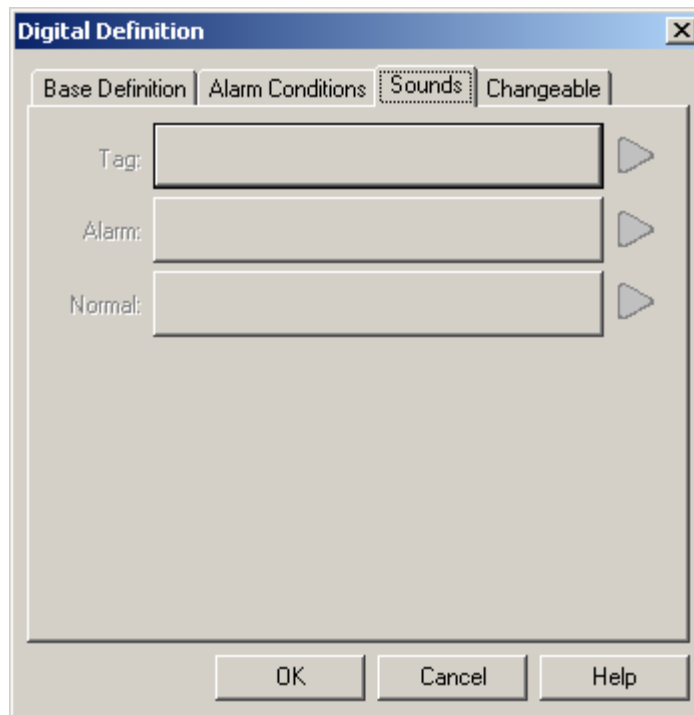 Digital Definition
Base Definition Alarm Conditions Sounds Changeable
Tag:
Alarm:
Normal:
OK Cancel Help